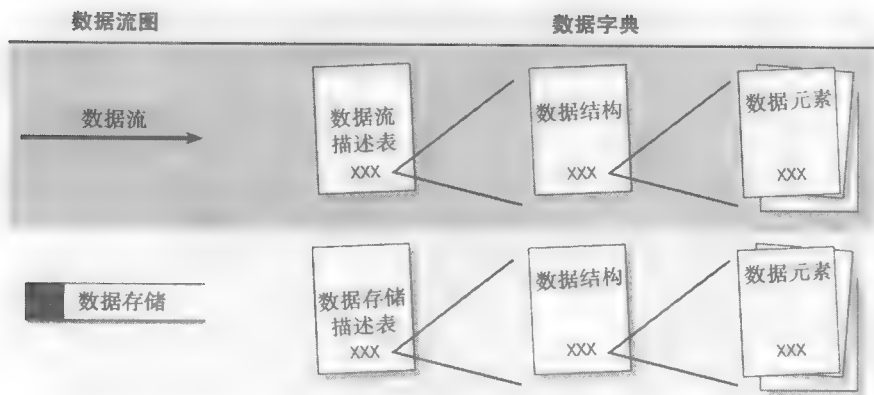 数据流图
数据字典
数据流
数据流
描述表
XXX
数据结构
XXX
数据元素
XXX
数据存储
数据存储
描述表
XXX
数据结构
XXX
数据元素
XXX